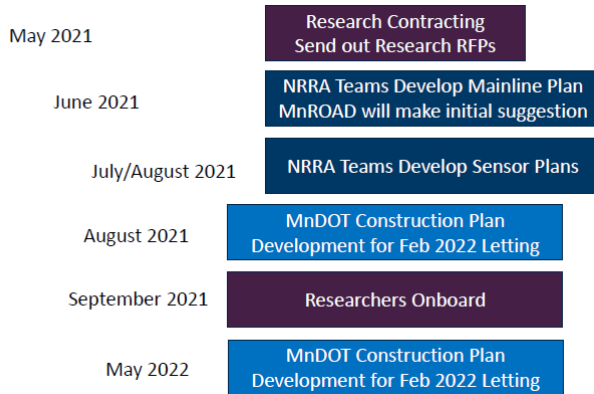 May 2021
Research Contracting
Send out Research RFPs
June 2021
NRRA Teams Develop Mainline Plan
MnROAD will make initial suggestion
July/August 2021
NRRA Teams Develop Sensor Plans
August 2021
MnDOT Construction Plan
Development for Feb 2022 Letting
September 2021
Researchers Onboard
May 2022
MnDOT Construction Plan
Development for Feb 2022 Letting